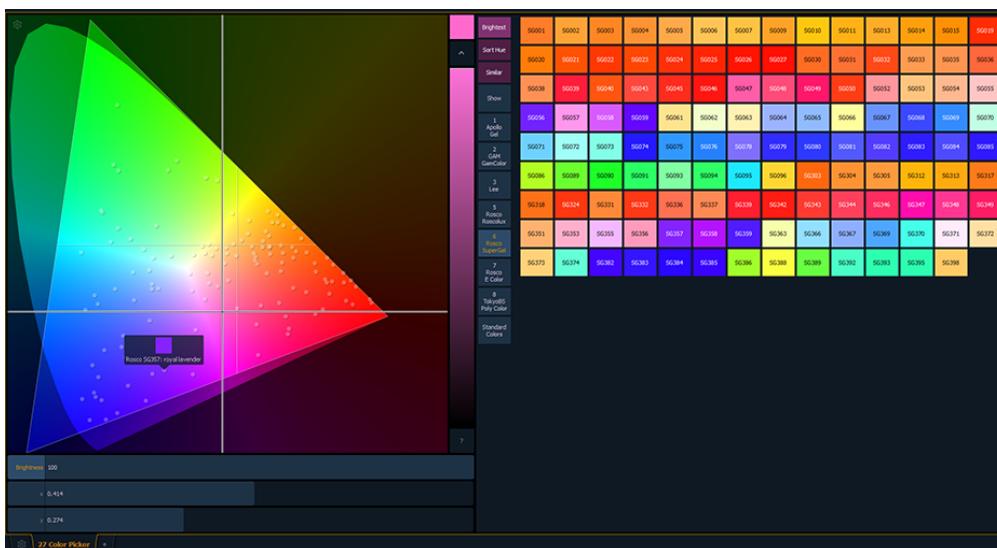 Brightest
Sort Hue
Similar
Show
1
Apollo
Gel
2
GAM
GamColor
3
Lee
5
Rosco
Roscolux
6
Rosco
SuperGel
7
Rosco
E Color
8
TokyoBS
Poly Color
Standard
Colors
SG001 SG002 SG003 SG004 SG005 SG006 SG007 SG009 SG010 SG011 SG013 SG014 SG015 SG019
SG020 SG021 SG022 SG023 SG024 SG025 SG026 SG027 SG030 SG031 SG032 SG033 SG035 SG036
SG038 SG039 SG040 SG043 SG045 SG046 SG047 SG048 SG049 SG050 SG052 SG053 SG054 SG055
SG056 SG057 SG058 SG059 SG061 SG062 SG063 SG064 SG065 SG066 SG067 SG068 SG069 SG070
SG071 SG072 SG073 SG074 SG075 SG076 SG078 SG079 SG080 SG081 SG082 SG083 SG084 SG085
SG086 SG089 SG090 SG091 SG093 SG094 SG095 SG096 SG303 SG304 SG305 SG312 SG313 SG317
SG318 SG324 SG331 SG332 SG336 SG337 SG339 SG342 SG343 SG344 SG346 SG347 SG348 SG349
SG351 SG353 SG355 SG356 SG357 SG358 SG359 SG363 SG366 SG367 SG369 SG370 SG371 SG372
SG373 SG374 SG382 SG383 SG384 SG385 SG386 SG388 SG389 SG392 SG393 SG395 SG398
Rosco SG357: royal lavender
?
Brightness 100
x 0.414
y 0.274
27 Color Picker +